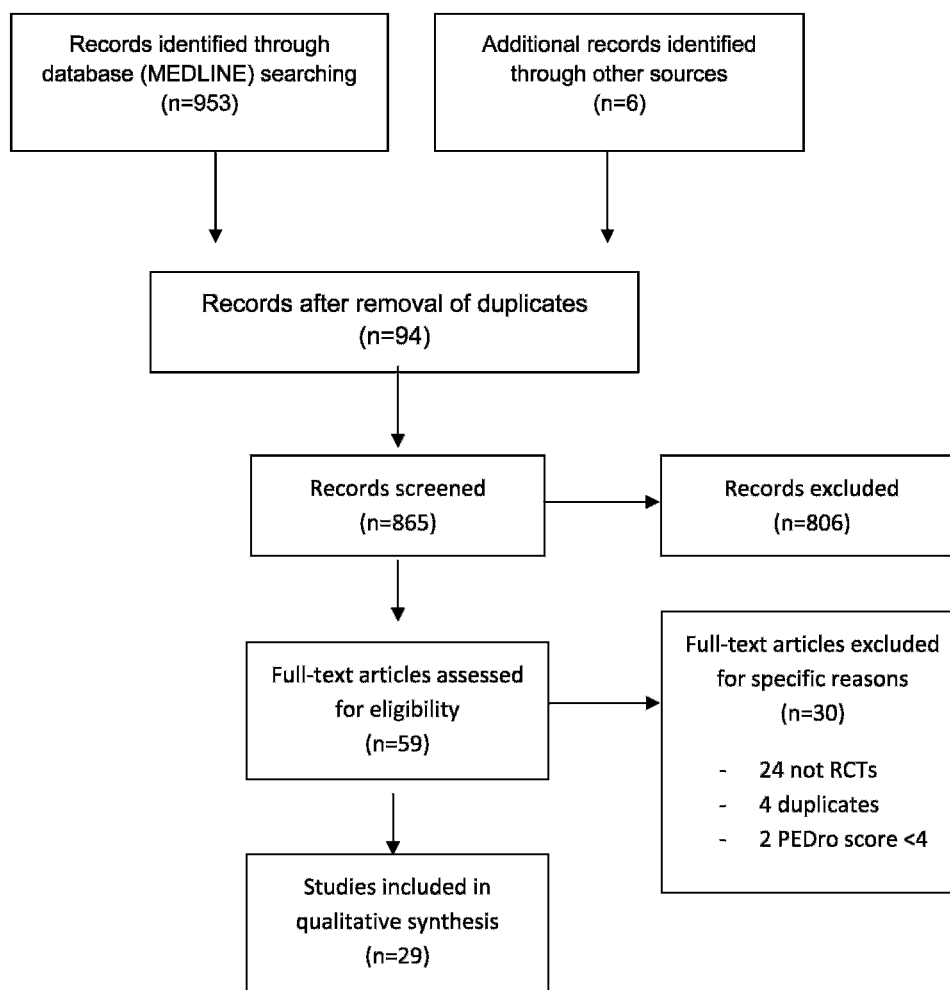 Records identified through
database (MEDLINE) searching
(n=953)
Additional records identified
through other sources
(n=6)
Records after removal of duplicates
(n=94)
Records screened
(n=865)
Records excluded
(n=806)
Full-text articles assessed
for eligibility
(n=59)
Full-text articles excluded
for specific reasons
(n=30)
- 24 not RCTs
- 4 duplicates
- 2 PEDro score <4
Studies included in
qualitative synthesis
(n=29)